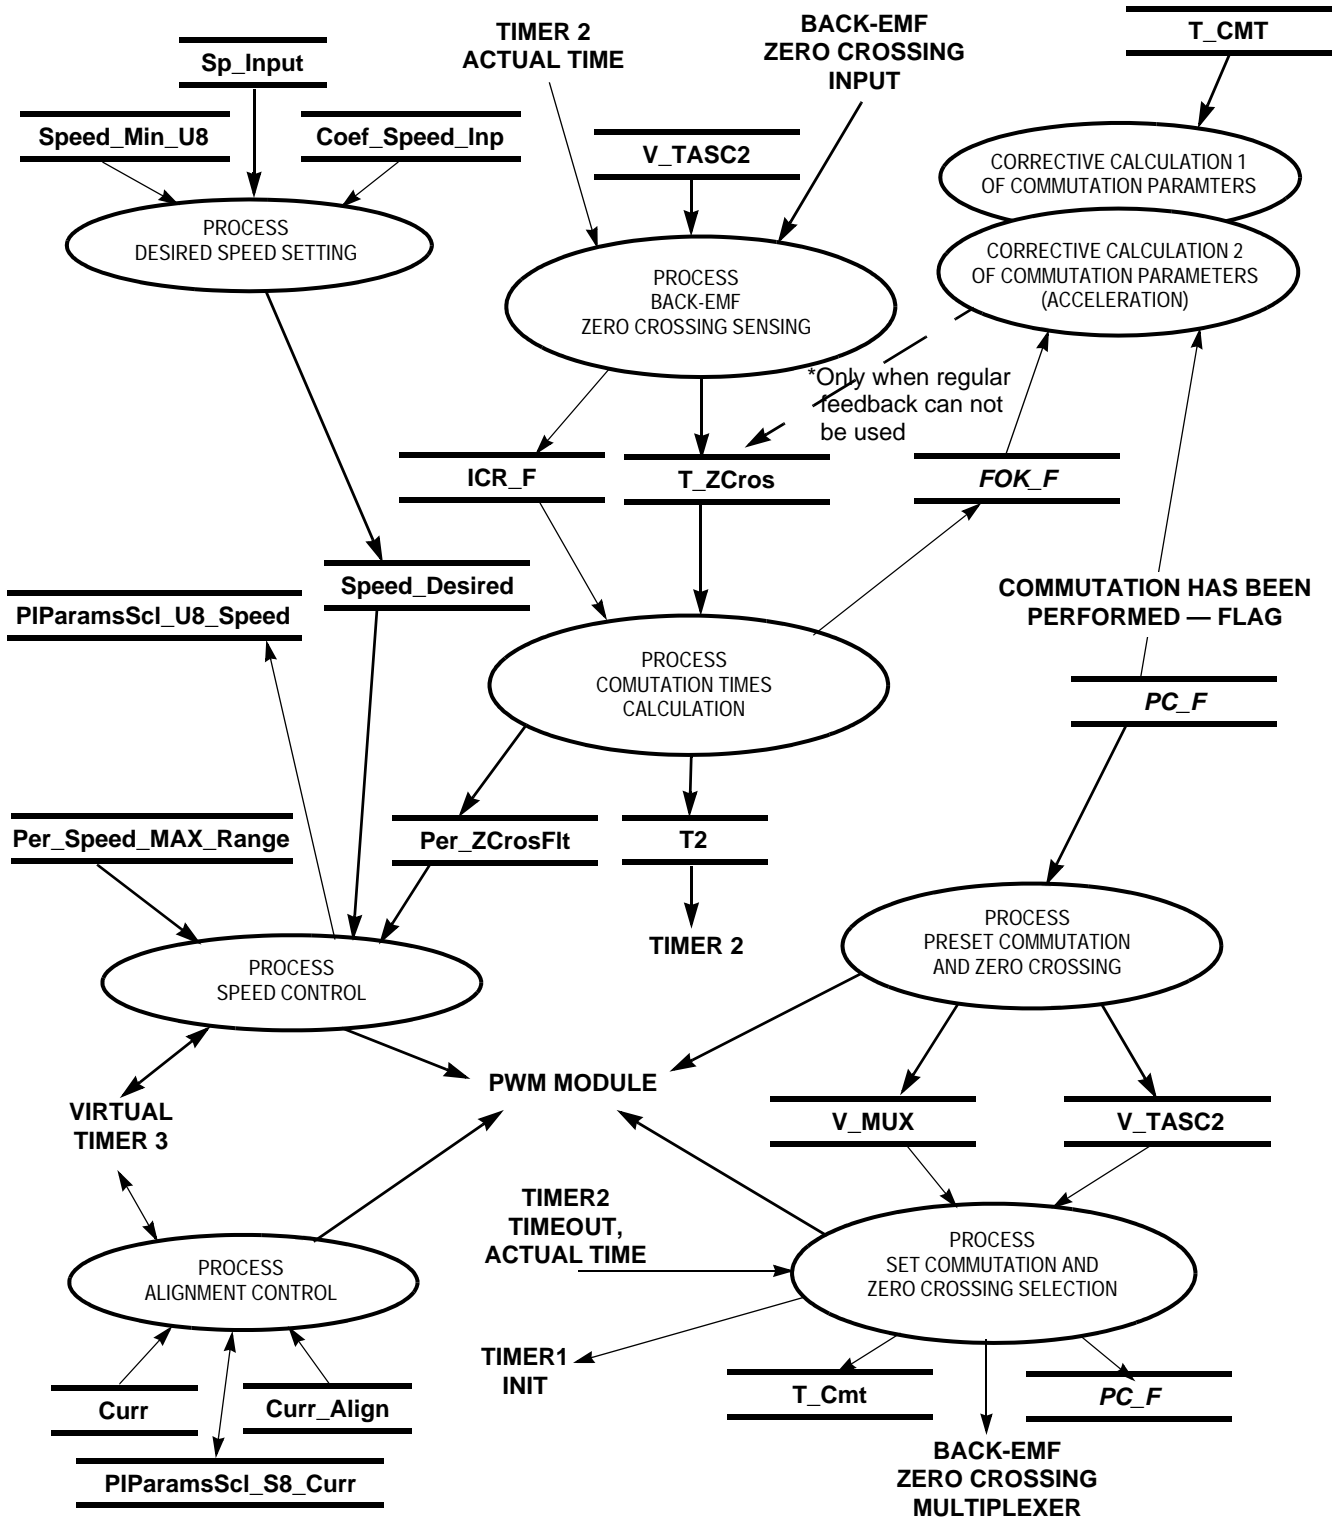 TIMER 2
ACTUAL TIME
BACK-EMF
ZERO CROSSING
INPUT
T_CMT
Sp_Input
Speed_Min_U8
Coef_Speed_Inp
V_TASC2
CORRECTIVE CALCULATION 1
OF COMMUTATION PARAMTERS
PROCESS
DESIRED SPEED SETTING
CORRECTIVE CALCULATION 2
OF COMMUTATION PARAMETERS
(ACCELERATION)
PROCESS
BACK-EMF
ZERO CROSSING SENSING
*Only when regular
feedback can not
be used
ICR_F
T_ZCros
FOK_F
Speed_Desired
PIParamsScl_U8_Speed
COMMUTATION HAS BEEN
PERFORMED — FLAG
PROCESS
COMUTATION TIMES
CALCULATION
PC_F
Per_Speed_MAX_Range
Per_ZCrosFlt
T2
TIMER 2
PROCESS
PRESET COMMUTATION
AND ZERO CROSSING
PROCESS
SPEED CONTROL
PWM MODULE
VIRTUAL
TIMER 3
V_MUX
V_TASC2
TIMER2
TIMEOUT,
ACTUAL TIME
PROCESS
SET COMMUTATION AND
ZERO CROSSING SELECTION
PROCESS
ALIGNMENT CONTROL
TIMER1
INIT
T_Cmt
PC_F
Curr
Curr_Align
PIParamsScl_S8_Curr
BACK-EMF
ZERO CROSSING
MULTIPLEXER